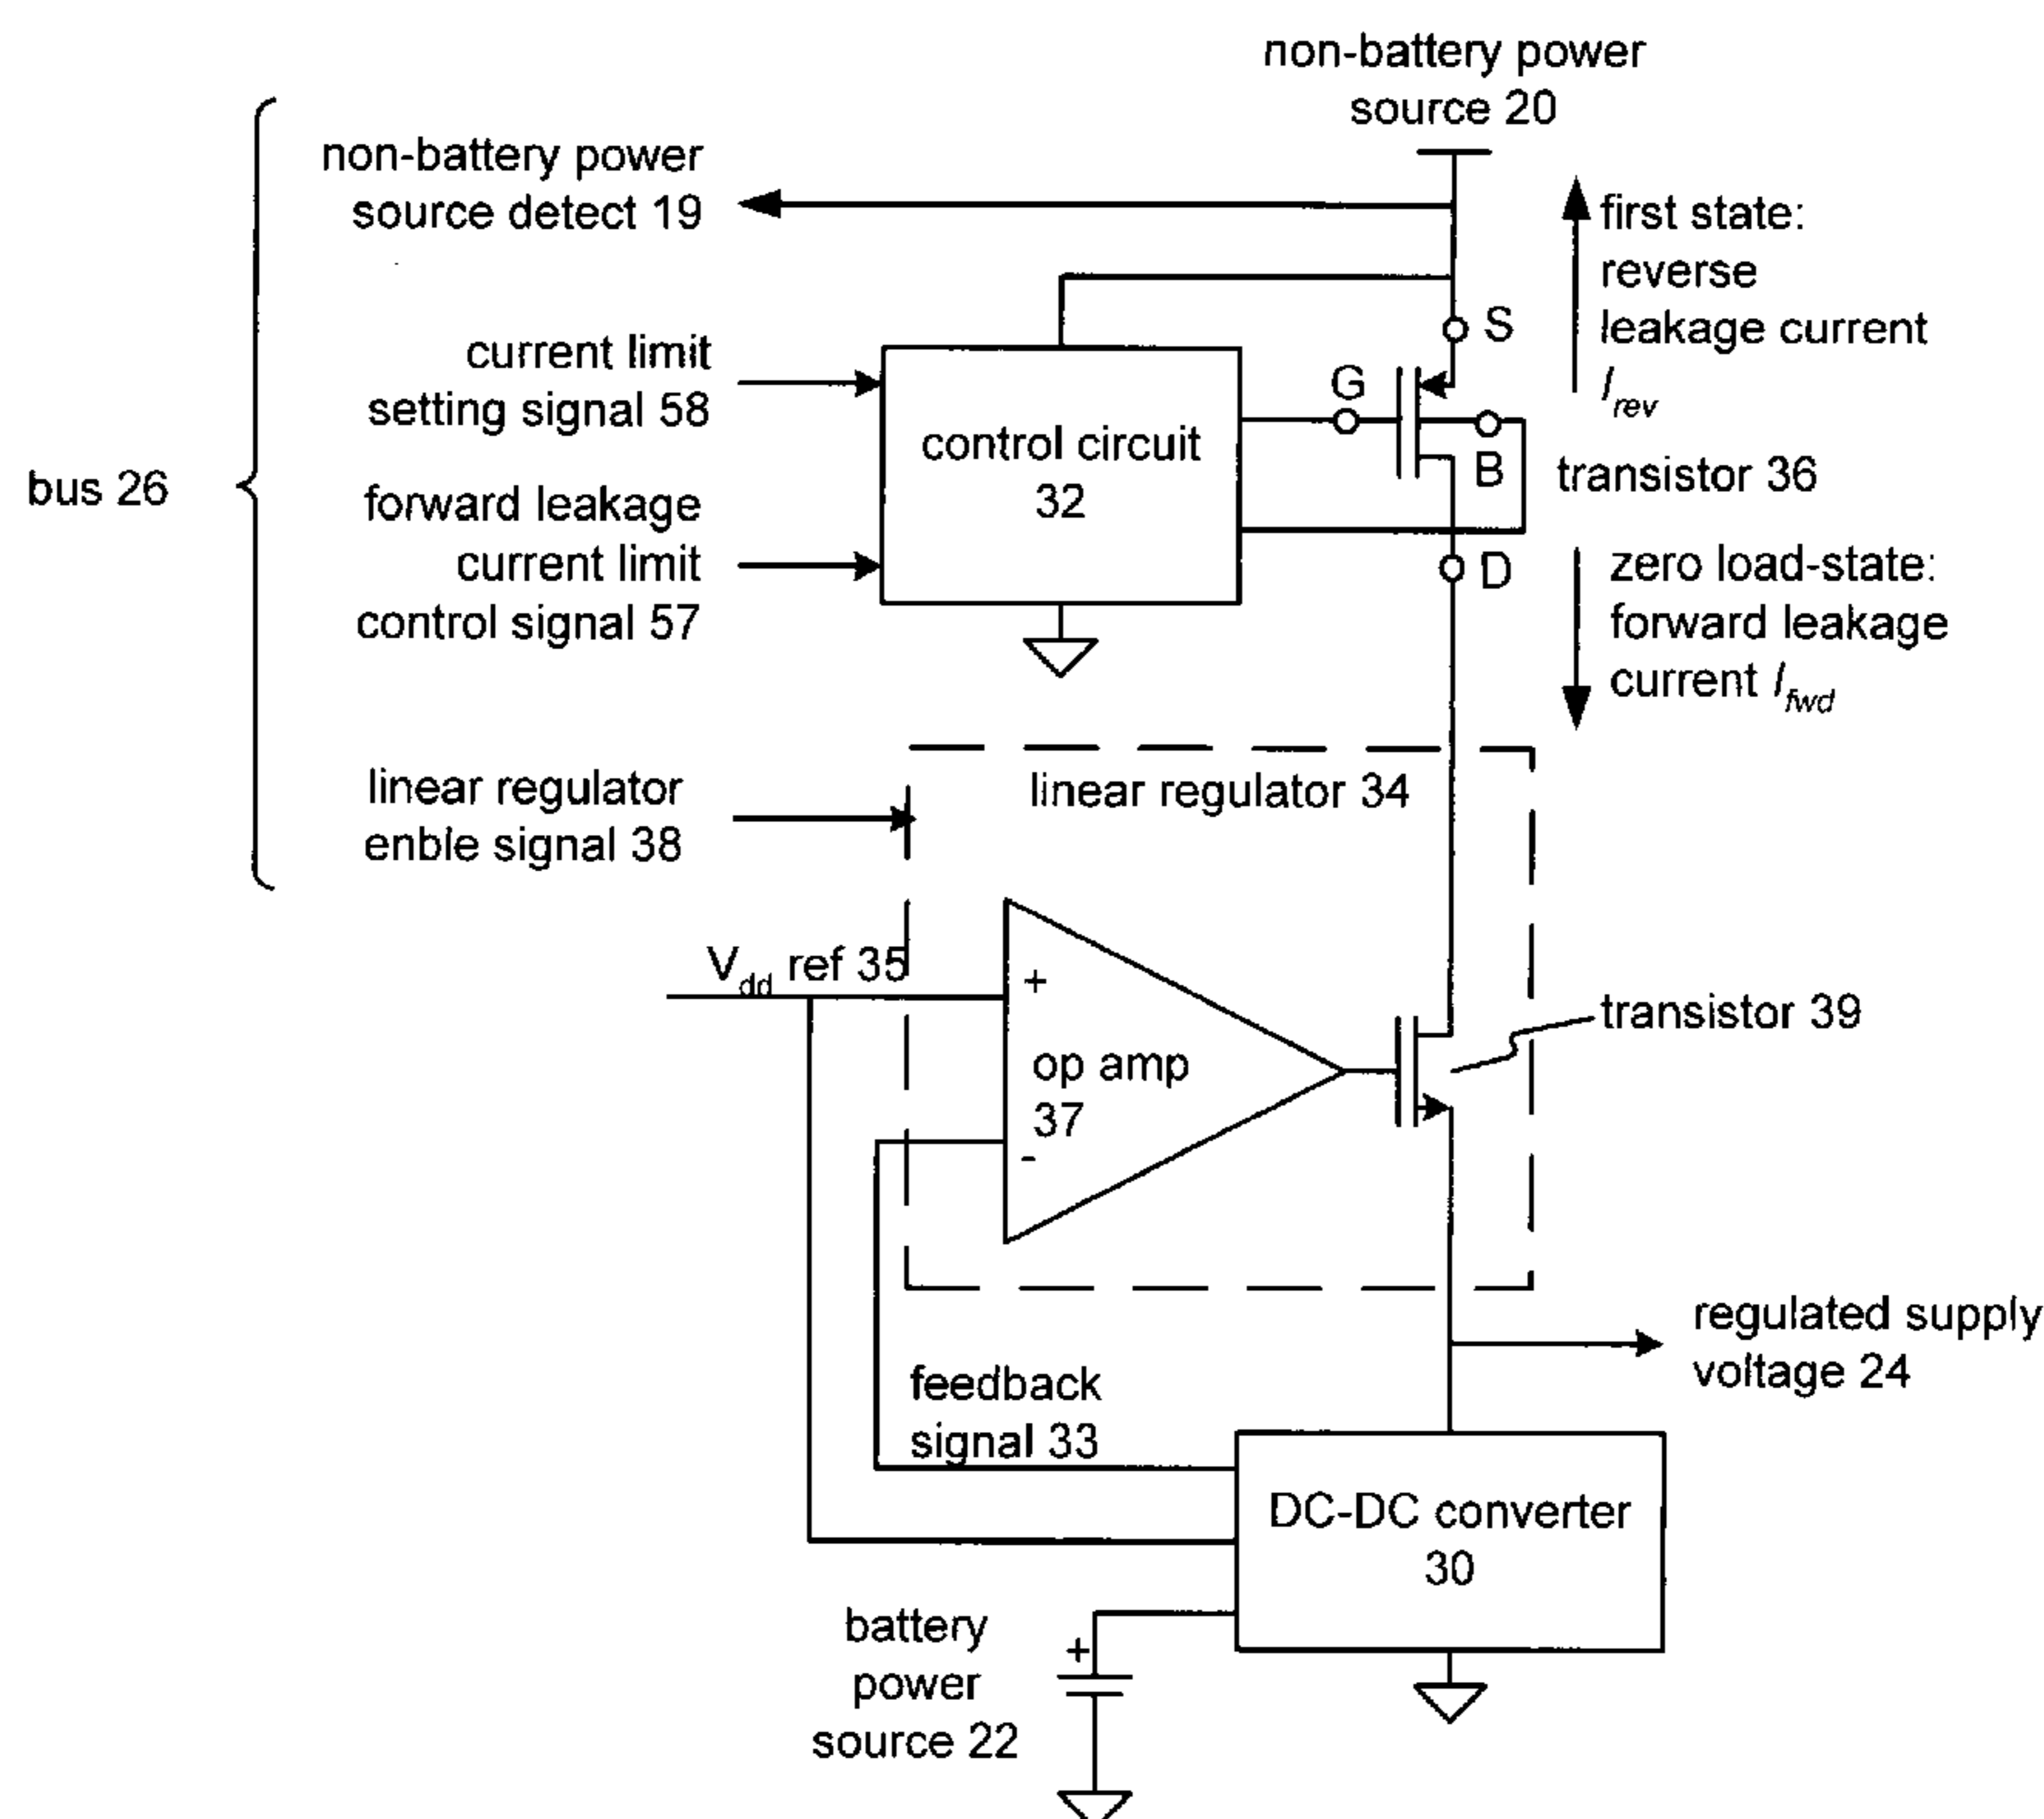 non-battery power
source 20
non-battery power
source detect 19
first state:
reverse
leakage current
I_rev
S
G
B
D
current limit
setting signal 58
control circuit
32
transistor 36
bus 26
forward leakage
current limit
control signal 57
zero load-state:
forward leakage
current I_fwd
linear regulator
enble signal 38
linear regulator 34
V_dd ref 35
+
op amp
37
-
transistor 39
regulated supply
voltage 24
feedback
signal 33
DC-DC converter
30
battery
power
source 22
+